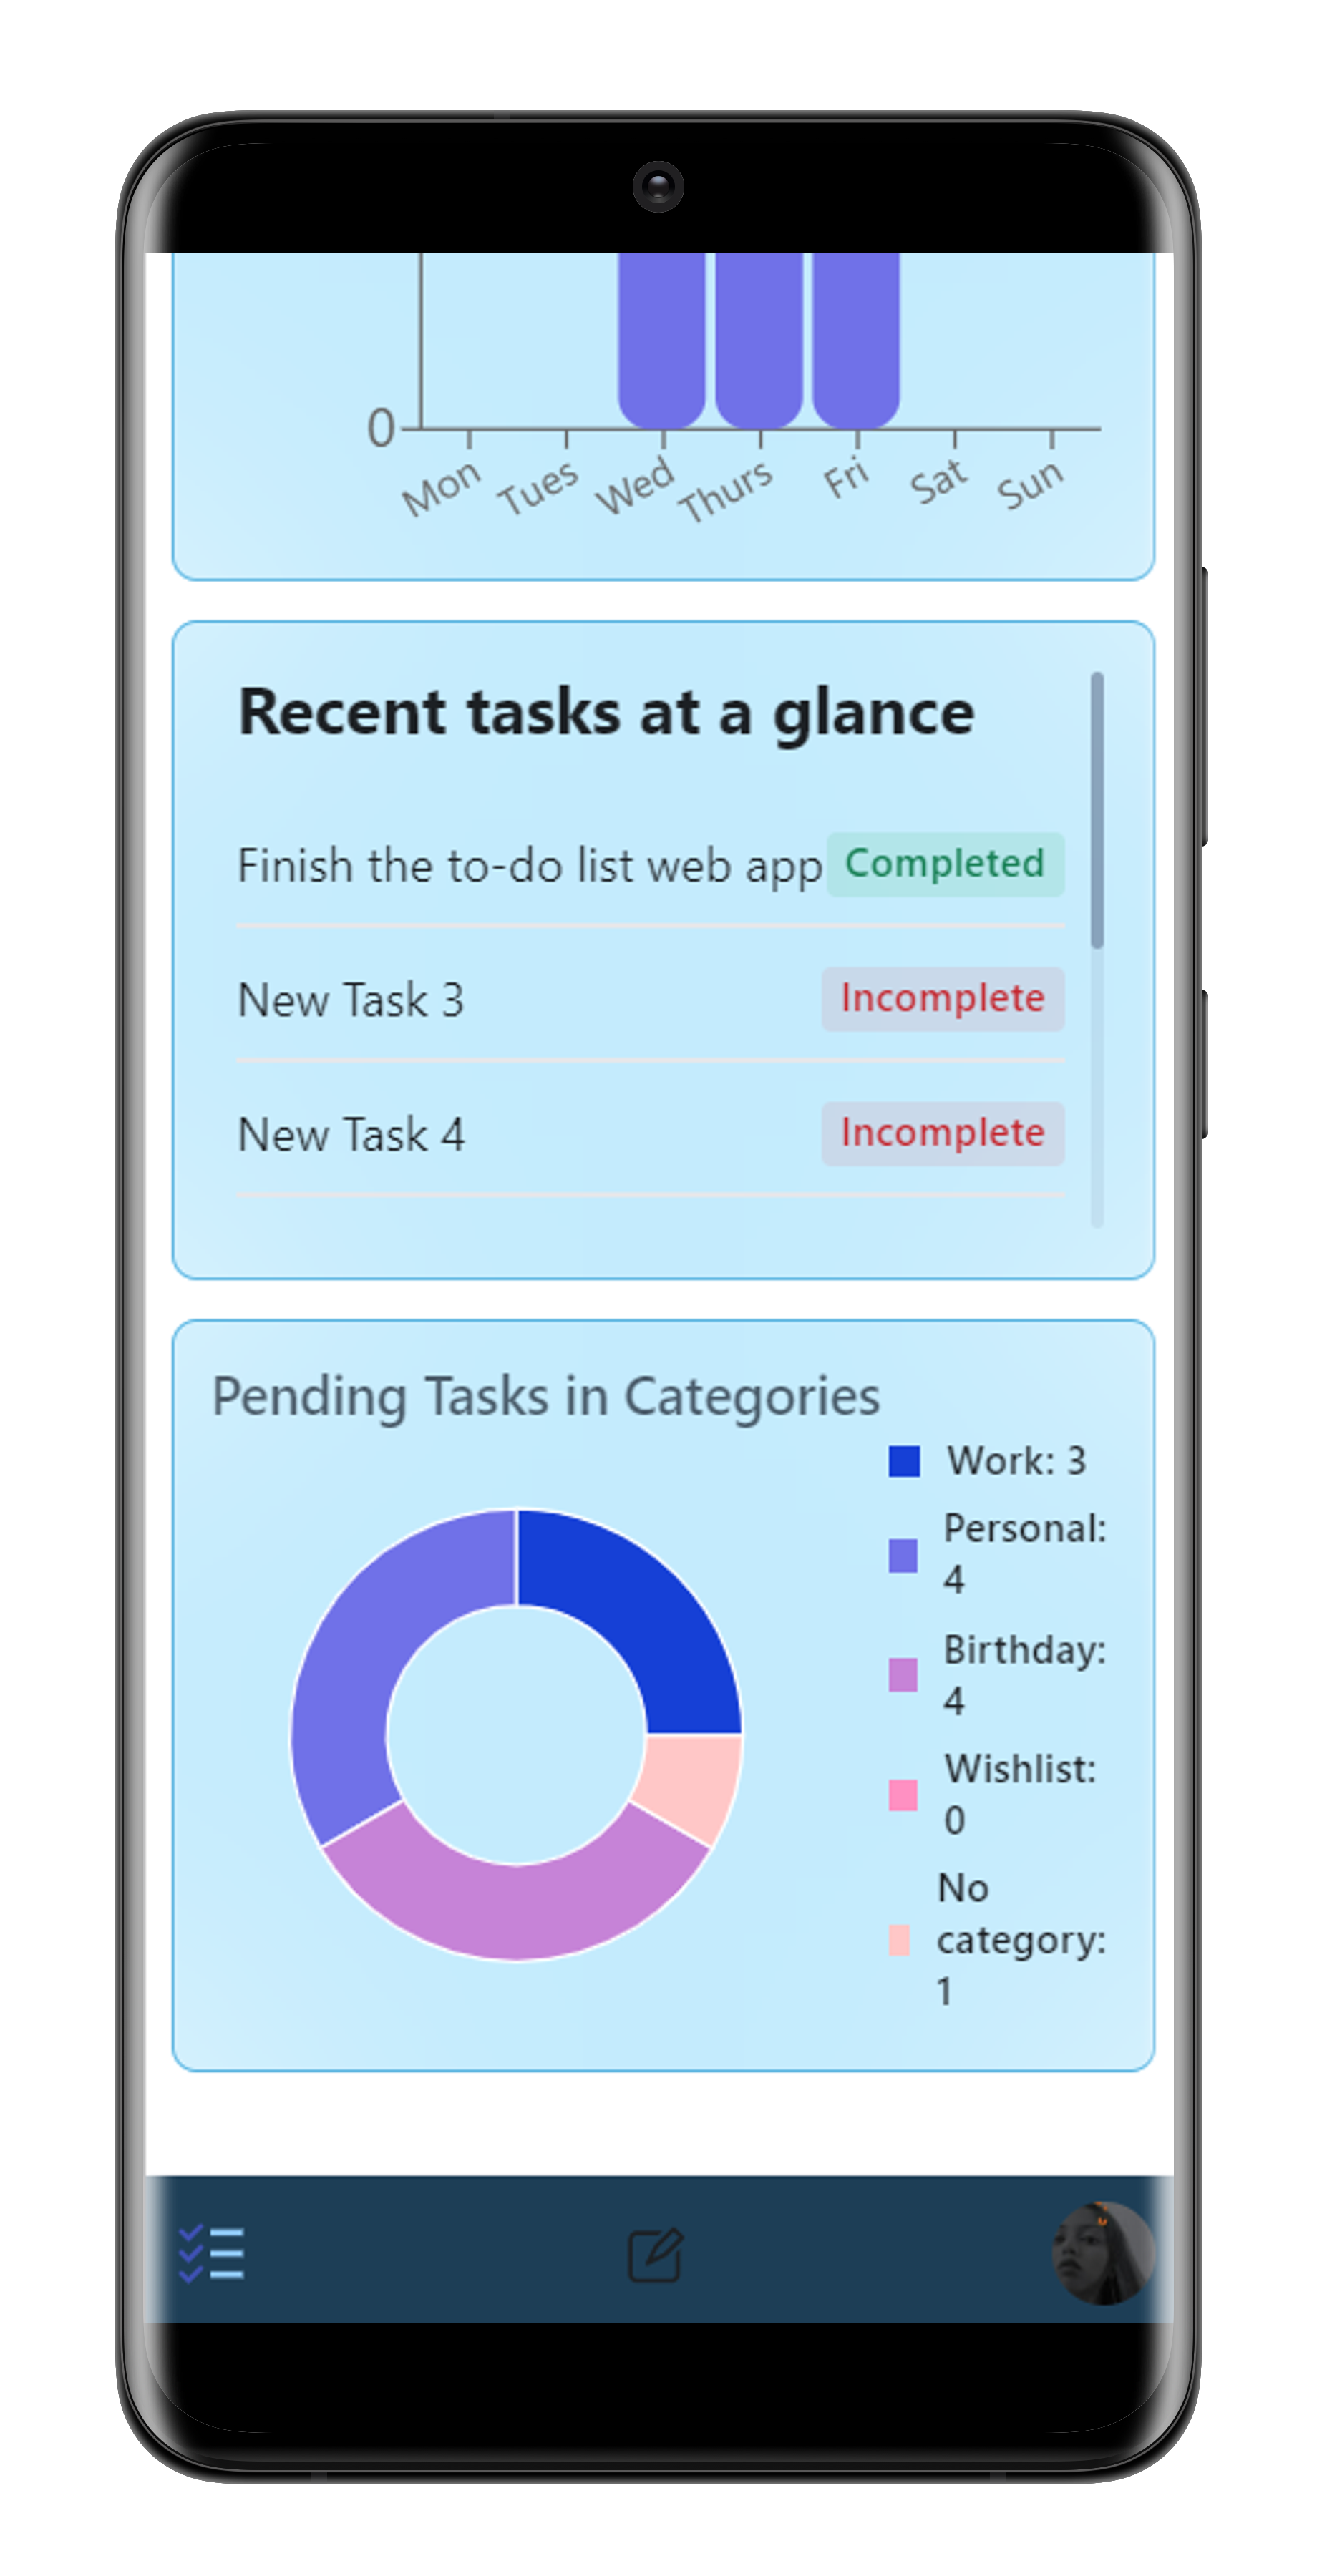 0
Mon Tues Wed Thurs Fri Sat Sun
Recent tasks at a glance
Finish the to-do list web app Completed
New Task 3 Incomplete
New Task 4 Incomplete
Pending Tasks in Categories
Work: 3
Personal:
4
Birthday:
4
Wishlist:
0
No
category:
1